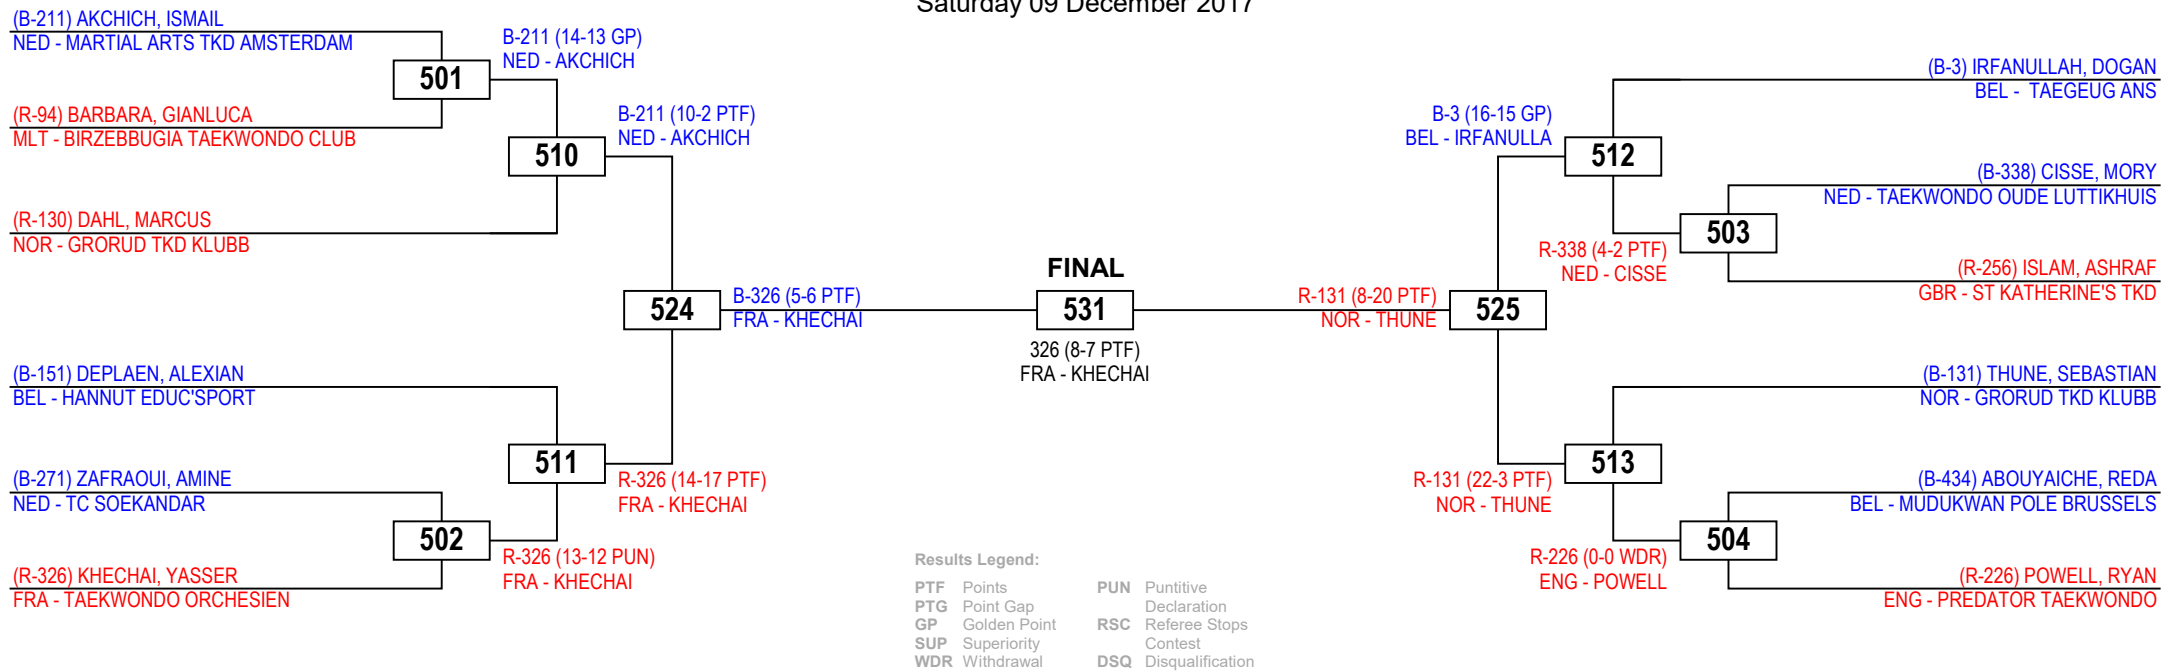 Saturday 09 December 2017
(B-211) AKCHICH, ISMAIL
NED - MARTIAL ARTS TKD AMSTERDAM
501
(R-94) BARBARA, GIANLUCA
MLT - BIRZEBBUGIA TAEKWONDO CLUB
B-211 (14-13 GP)
NED - AKCHICH
510
(R-130) DAHL, MARCUS
NOR - GRORUD TKD KLUBB
B-211 (10-2 PTF)
NED - AKCHICH
524
(B-151) DEPLAEN, ALEXIAN
BEL - HANNUT EDUC'SPORT
511
(B-271) ZAFRAOUI, AMINE
NED - TC SOEKANDAR
502
(R-326) KHECHAI, YASSER
FRA - TAEKWONDO ORCHESIEN
R-326 (13-12 PUN)
FRA - KHECHAI
R-326 (14-17 PTF)
FRA - KHECHAI
B-326 (5-6 PTF)
FRA - KHECHAI
FINAL
531
326 (8-7 PTF)
FRA - KHECHAI
R-131 (8-20 PTF)
NOR - THUNE
525
B-3 (16-15 GP)
BEL - IRFANULLA
512
(B-3) IRFANULLAH, DOGAN
BEL - TAEGEUG ANS
(B-338) CISSE, MORY
NED - TAEKWONDO OUDE LUTTIKHUIS
503
R-338 (4-2 PTF)
NED - CISSE
(R-256) ISLAM, ASHRAF
GBR - ST KATHERINE'S TKD
(B-131) THUNE, SEBASTIAN
NOR - GRORUD TKD KLUBB
513
R-131 (22-3 PTF)
NOR - THUNE
(B-434) ABOUYAICHE, REDA
BEL - MUDUKWAN POLE BRUSSELS
504
R-226 (0-0 WDR)
ENG - POWELL
(R-226) POWELL, RYAN
ENG - PREDATOR TAEKWONDO
Results Legend:
PTF Points
PTG Point Gap
GP Golden Point
SUP Superiority
WDR Withdrawal
PUN Puntitive
Declaration
RSC Referee Stops
Contest
DSQ Disqualification